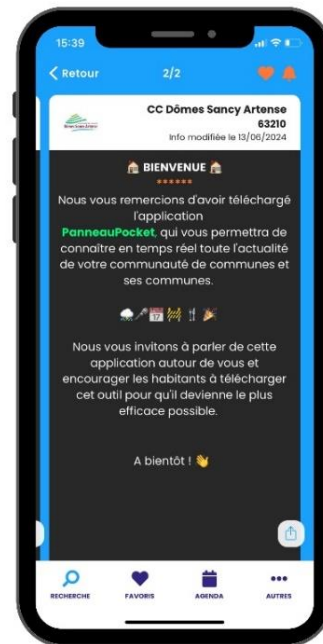 15:39
Retour 2/2
CC Dômes Sancy Artense
63210
Info modifiée le 13/06/2024
BIENVENUE
Nous vous remercions d'avoir téléchargé
l'application
PanneauPocket, qui vous permettra de
connaître en temps réel toute l'actualité
de votre communauté de communes et
ses communes.
Nous vous invitons à parler de cette
application autour de vous et
encourager les habitants à télécharger
cet outil pour qu'il devienne le plus
efficace possible.
A bientôt !
RECHERCHE FAVORIS AGENDA AUTRES